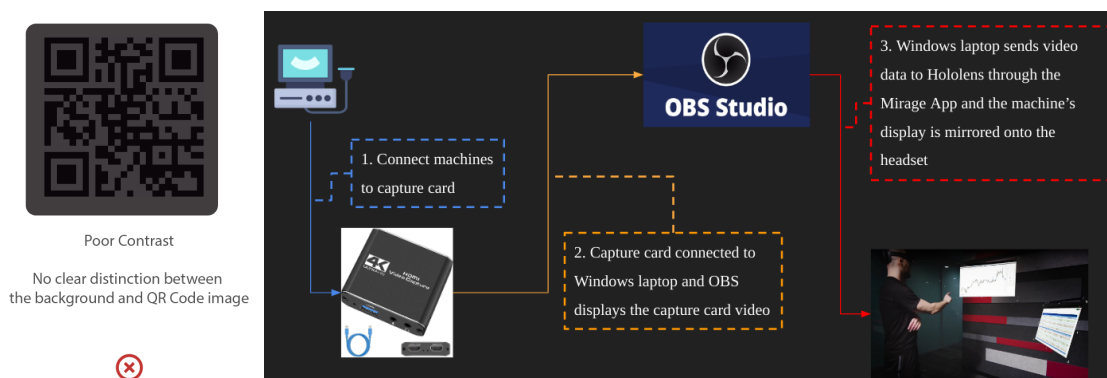 Poor Contrast
No clear distinction between
the background and QR Code image
1. Connect machines
to capture card
4K
HDMI
Video Capture
OBS Studio
2. Capture card connected to
Windows laptop and OBS
displays the capture card video
3. Windows laptop sends video
data to Hololens through the
Mirage App and the machine's
display is mirrored onto the
headset